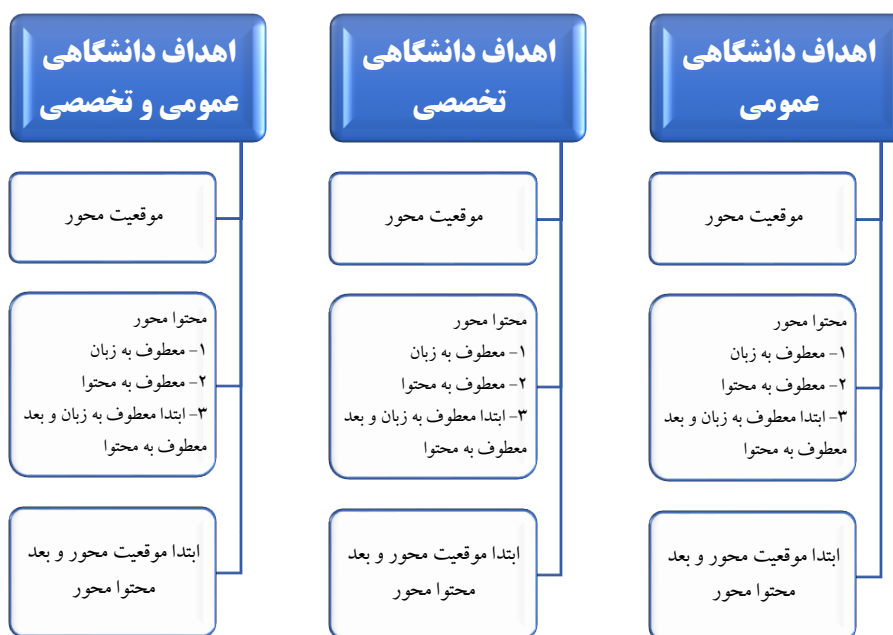 اهداف دانشگاهی
عمومی
موقعیت محور
محتوا محور
۱- معطوف به زبان
۲- معطوف به محتوا
۳- ابتدا معطوف به زبان و بعد
معطوف به محتوا
ابتدا موقعیت محور و بعد
محتوا محور
اهداف دانشگاهی
تخصصی
موقعیت محور
محتوا محور
۱- معطوف به زبان
۲- معطوف به محتوا
۳- ابتدا معطوف به زبان و بعد
معطوف به محتوا
ابتدا موقعیت محور و بعد
محتوا محور
اهداف دانشگاهی
عمومی و تخصصی
موقعیت محور
محتوا محور
۱- معطوف به زبان
۲- معطوف به محتوا
۳- ابتدا معطوف به زبان و بعد
معطوف به محتوا
ابتدا موقعیت محور و بعد
محتوا محور